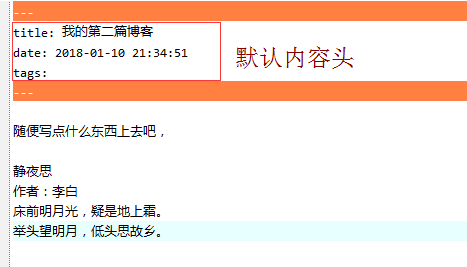 ---
title: 我的第二篇博客
date: 2018-01-10 21:34:51
默认内容头
tags:
---
随便写点什么东西上去吧，
静夜思
作者：李白
床前明月光，疑是地上霜。
举头望明月，低头思故乡。